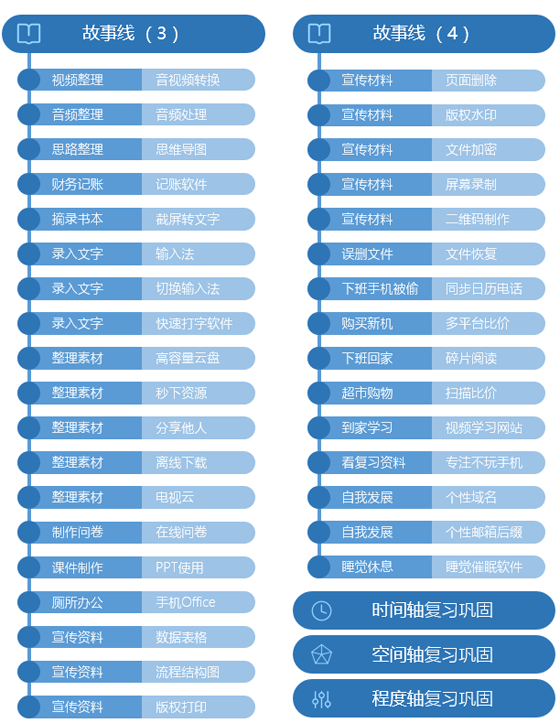 故事线（3）
视频整理 音视频转换
音频整理 音频处理
思路整理 思维导图
财务记账 记账软件
摘录书本 截屏转文字
录入文字 输入法
录入文字 切换输入法
录入文字 快速打字软件
整理素材 高容量云盘
整理素材 秒下资源
整理素材 分享他人
整理素材 离线下载
整理素材 电视云
制作问卷 在线问卷
课件制作 PPT使用
厕所办公 手机Office
宣传资料 数据表格
宣传资料 流程结构图
宣传资料 版权打印
故事线（4）
宣传材料 页面删除
宣传材料 版权水印
宣传材料 文件加密
宣传材料 屏幕录制
宣传材料 二维码制作
误删文件 文件恢复
下班手机被偷 同步日历电话
购买新机 多平台比价
下班回家 碎片阅读
超市购物 扫描比价
到家学习 视频学习网站
看复习资料 专注不玩手机
自我发展 个性域名
自我发展 个性邮箱后缀
睡觉休息 睡觉催眠软件
时间轴复习巩固
空间轴复习巩固
程度轴复习巩固